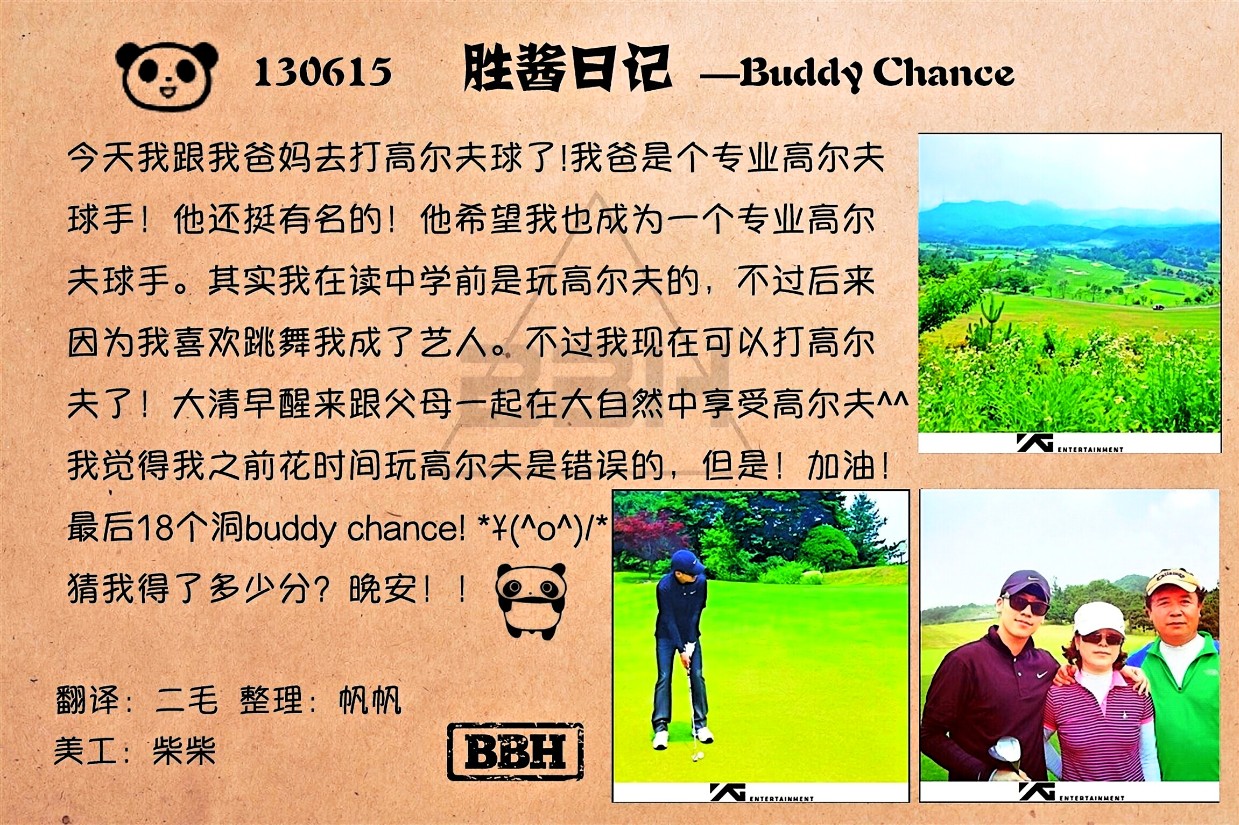 130615 胜酱日记 —Buddy Chance
今天我跟我爸妈去打高尔夫球了!我爸是个专业高尔夫
球手！他还挺有名的！他希望我也成为一个专业高尔
夫球手。其实我在读中学前是玩高尔夫的，不过后来
因为我喜欢跳舞我成了艺人。不过我现在可以打高尔
夫了！大清早醒来跟父母一起在大自然中享受高尔夫^^
我觉得我之前花时间玩高尔夫是错误的，但是！加油！
最后18个洞buddy chance! *¥(^o^)/*
猜我得了多少分？晚安！！
翻译：二毛 整理：帆帆
美工：柴柴
BBH
BBH
YG ENTERTAINMENT
YG ENTERTAINMENT
YG ENTERTAINMENT
Callaway